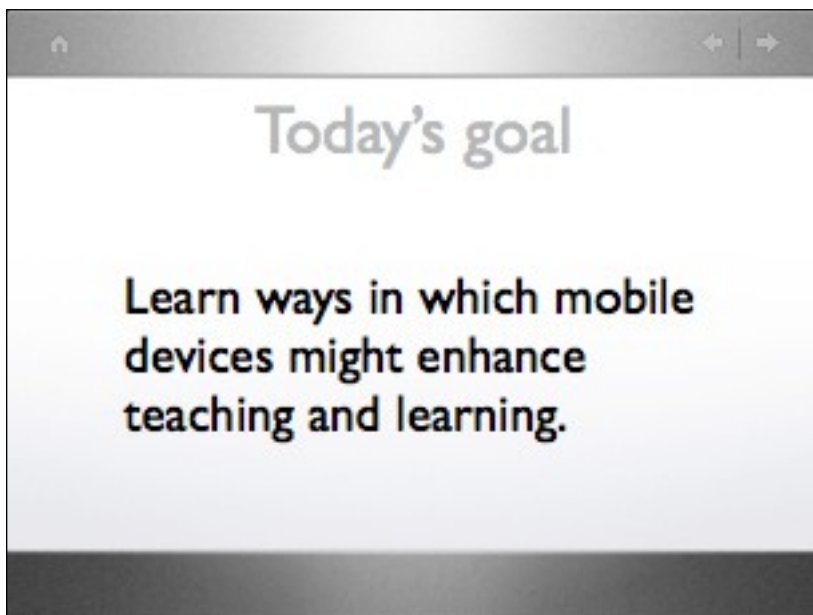 Today's goal
Learn ways in which mobile
devices might enhance
teaching and learning.